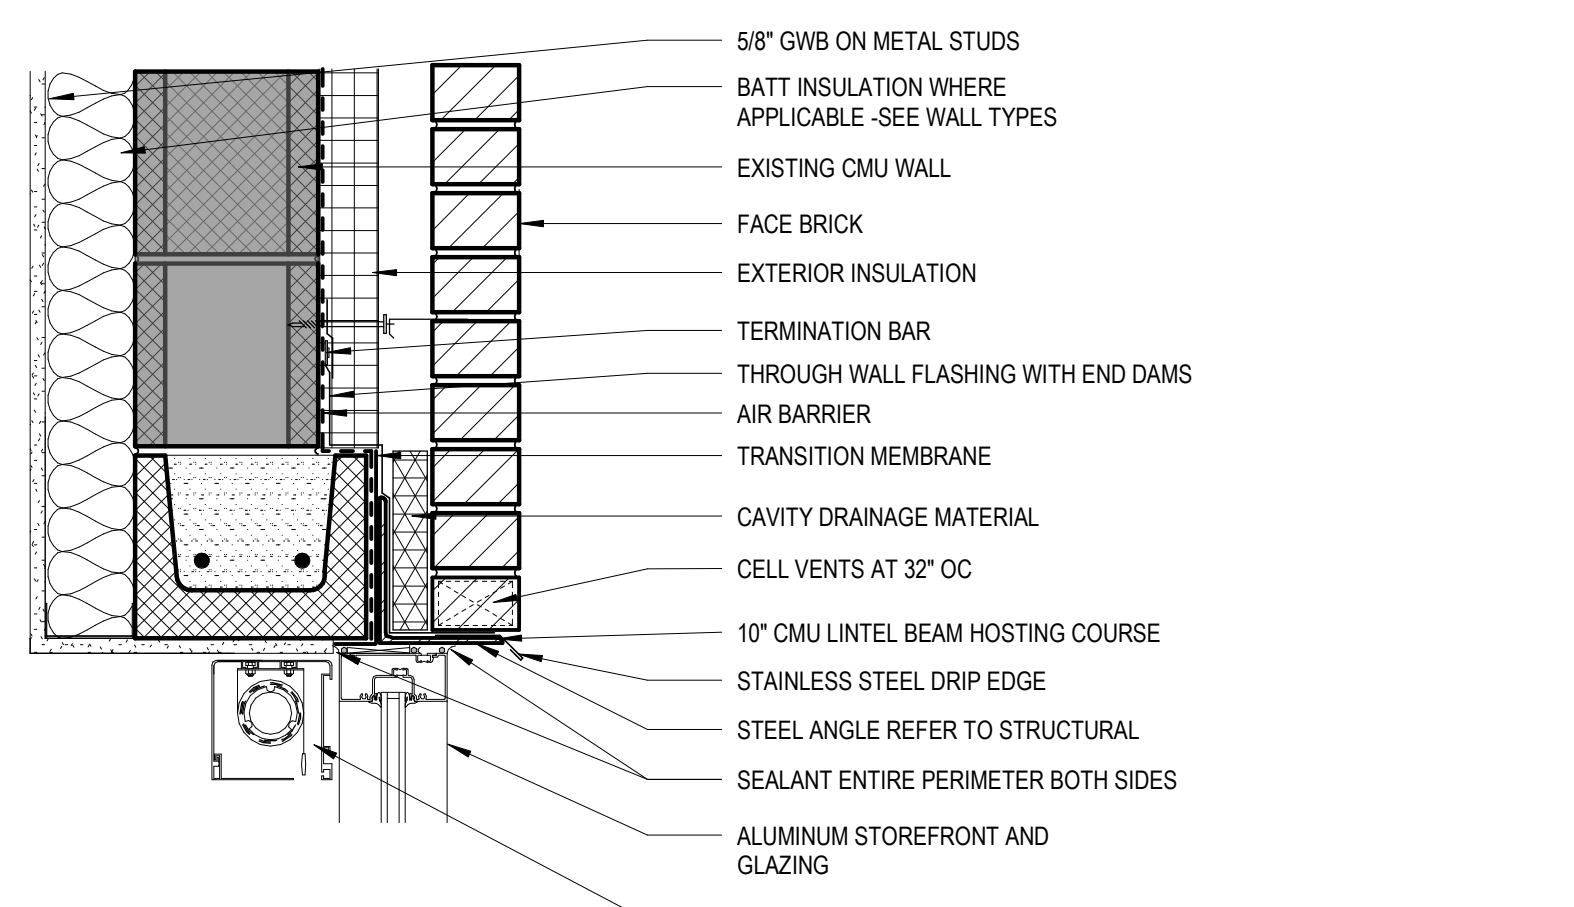 5/8" GWB ON METAL STUDS
BATT INSULATION WHERE
APPLICABLE -SEE WALL TYPES
EXISTING CMU WALL
FACE BRICK
EXTERIOR INSULATION
TERMINATION BAR
THROUGH WALL FLASHING WITH END DAMS
AIR BARRIER
TRANSITION MEMBRANE
CAVITY DRAINAGE MATERIAL
CELL VENTS AT 32" OC
10" CMU LINTEL BEAM HOSTING COURSE
STAINLESS STEEL DRIP EDGE
STEEL ANGLE REFER TO STRUCTURAL
SEALANT ENTIRE PERIMETER BOTH SIDES
ALUMINUM STOREFRONT AND
GLAZING